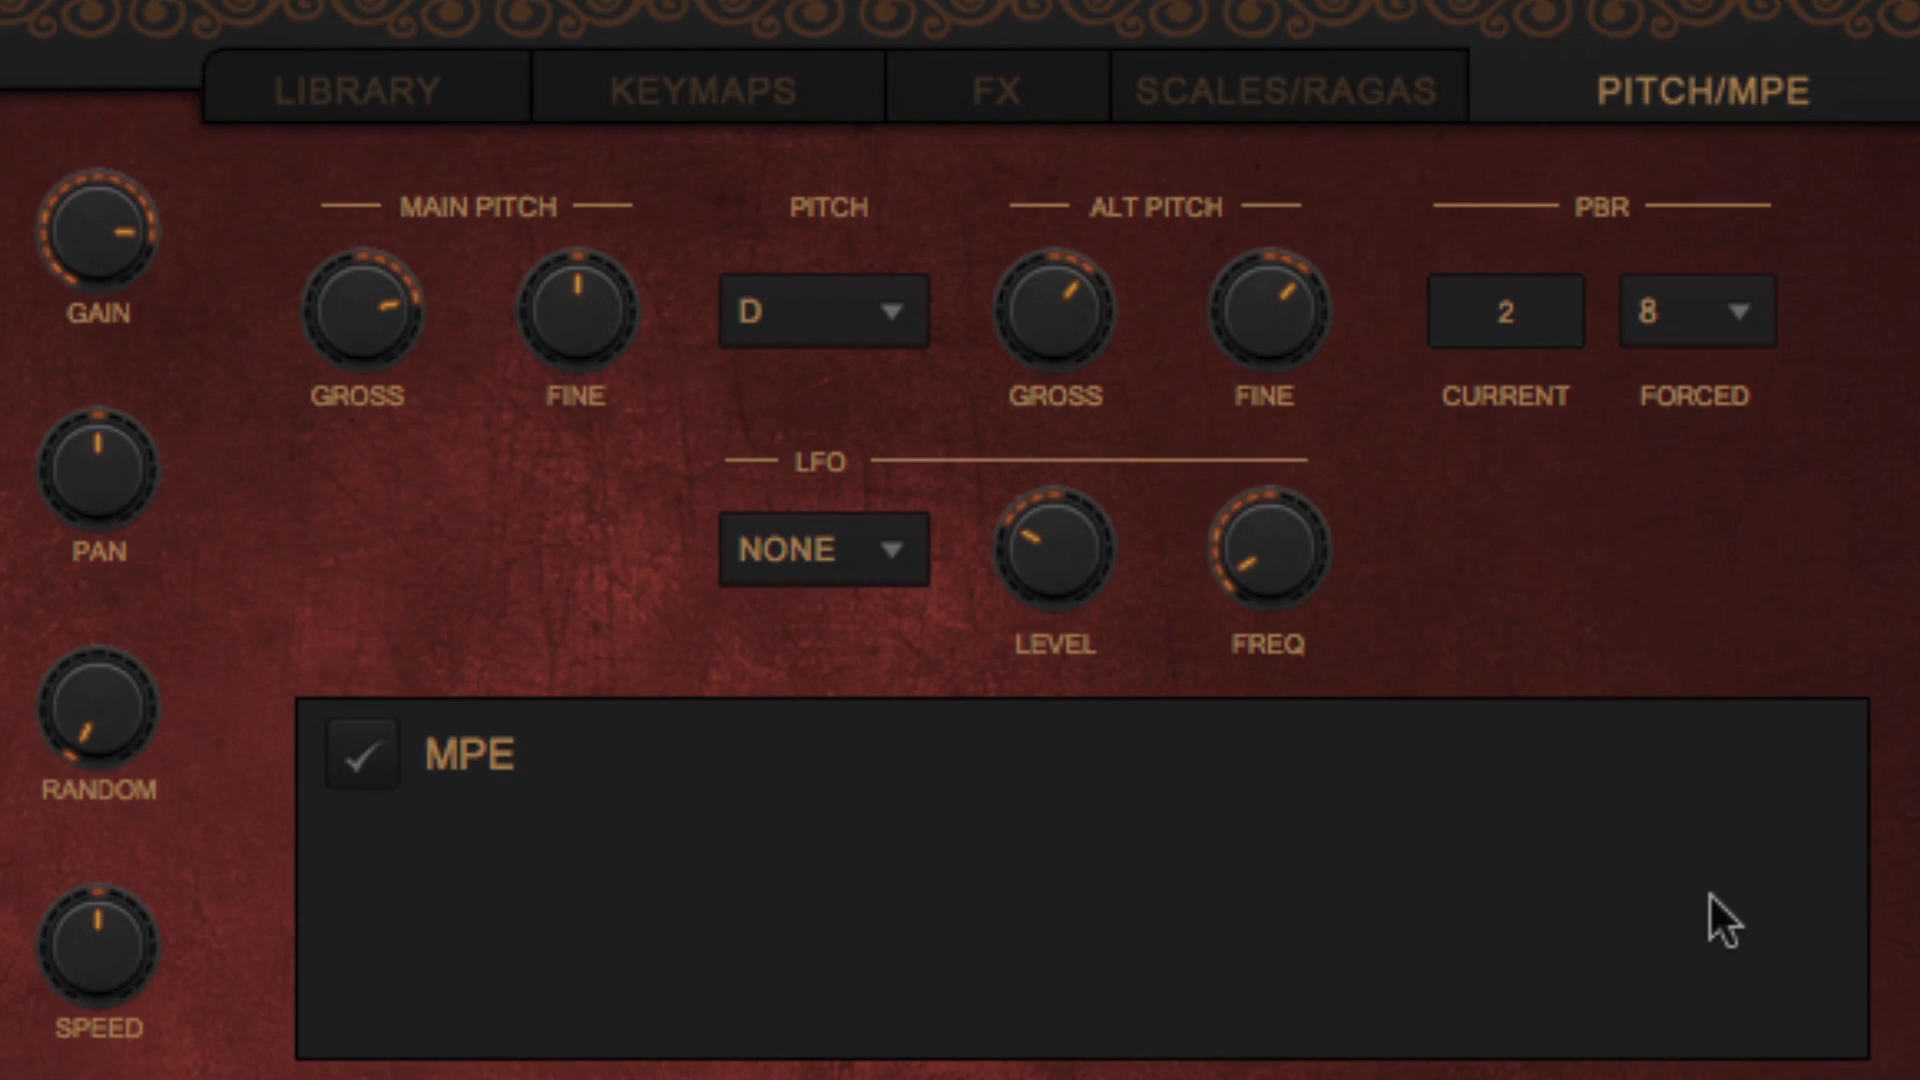 LIBRARY KEYMAPS FX SCALES/RAGAS PITCH/MPE
MAIN PITCH PITCH ALT PITCH PBR
GAIN
D 2 8
GROSS FINE GROSS FINE CURRENT FORCED
LFO
PAN
NONE
LEVEL FREQ
MPE
RANDOM
SPEED